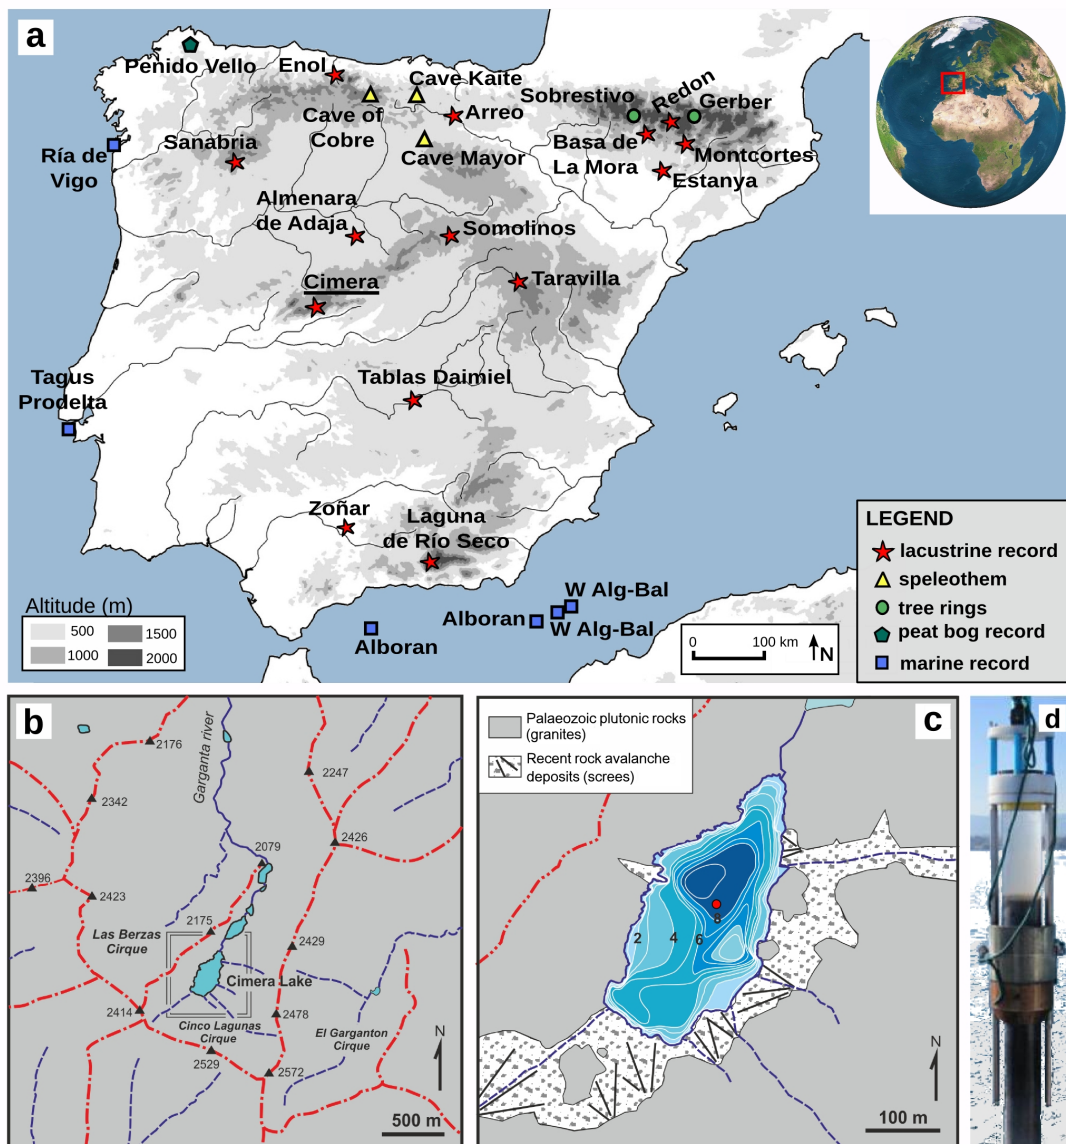 a
Penido Vello
Enol
Cave Kaite
Sobrestivo
Redon
Gerber
Cave of
Cobre
Arreo
Sanabria
Cave Mayor
Basa de
La Mora
Montcortes
Ría de
Vigo
Estanya
Almenara
de Adaja
Somolinos
Cimera
Taravilla
Tagus
Prodelta
Tablas Daimiel
Zoñar
Laguna
de Río Seco
W Alg-Bal
Alboran
W Alg-Bal
Alboran
LEGEND
lacustrine record
speleothem
tree rings
peat bog record
marine record
Altitude (m)
500
1500
1000
2000
0
100 km
N
b
Garganta river
2176
2247
2342
2426
2079
2396
2423
2175
Las Berzas
Cirque
2429
Cimera Lake
2414
2478
Cinco Lagunas
Cirque
El Garganton
Cirque
2529
2572
N
500 m
c
Palaeozoic plutonic rocks
(granites)
Recent rock avalanche
deposits (screes)
2
4
6
8
N
100 m
d